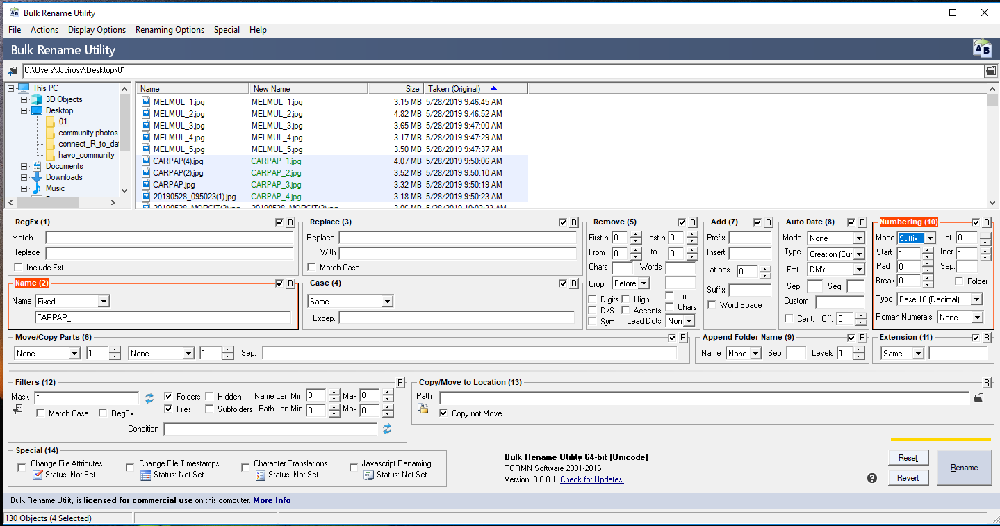 Bulk Rename Utility
File Actions Display Options Renaming Options Special Help
Bulk Rename Utility
C:\Users\JJGross\Desktop\01
This PC
3D Objects
Desktop
01
community photos
connect_R_to_da
havo_community
Documents
Downloads
Music
Name New Name Size Taken (Original)
MELMUL_1.jpg MELMUL_1.jpg 3.15 MB 5/28/2019 9:46:45 AM
MELMUL_2.jpg MELMUL_2.jpg 4.82 MB 5/28/2019 9:46:52 AM
MELMUL_3.jpg MELMUL_3.jpg 3.65 MB 5/28/2019 9:47:00 AM
MELMUL_4.jpg MELMUL_4.jpg 3.17 MB 5/28/2019 9:47:29 AM
MELMUL_5.jpg MELMUL_5.jpg 3.50 MB 5/28/2019 9:47:37 AM
CARPAP(4).jpg CARPAP_1.jpg 4.07 MB 5/28/2019 9:50:06 AM
CARPAP(2).jpg CARPAP_2.jpg 3.52 MB 5/28/2019 9:50:10 AM
CARPAP.jpg CARPAP_3.jpg 3.32 MB 5/28/2019 9:50:19 AM
20190528_095023(1).jpg CARPAP_4.jpg 3.18 MB 5/28/2019 9:50:23 AM
20190528_MORCIT(2).jpg 20190528_MORCIT(2).jpg 3.06 MB 5/28/2019 10:03:33 AM
RegEx (1) R
Match
Replace
Include Ext.
Name (2) R
Name Fixed
CARPAP_
Replace (3) R
Replace
With
Match Case
Case (4) R
Same
Excep.
Remove (5) R
First n 0 Last n 0
From 0 to 0
Chars Words
Crop Before
Digits High Trim
D/S Accents Chars
Sym. Lead Dots Non
Add (7) R
Prefix
Insert
at pos. 0
Suffix
Word Space
Auto Date (8) R
Mode None
Type Creation (Cur
Fmt DMY
Sep. Seg.
Custom
Cent. Off. 0
Numbering (10) R
Mode Suffix at 0
Start 1 Incr. 1
Pad 0 Sep.
Break 0 Folder
Type Base 10 (Decimal)
Roman Numerals None
Move/Copy Parts (6) R
None 1 None 1 Sep.
Append Folder Name (9) R
Name None Sep. Levels 1
Extension (11) R
Same
Filters (12) R
Mask * Folders Hidden Name Len Min 0 Max 0
Match Case RegEx Files Subfolders Path Len Min 0 Max 0
Condition
Copy/Move to Location (13) R
Path
Copy not Move
Special (14)
Change File Attributes Change File Timestamps Character Translations Javascript Renaming
Status: Not Set Status: Not Set Status: Not Set Status: Not Set
Bulk Rename Utility 64-bit (Unicode)
TGRMN Software 2001-2016
Version: 3.0.0.1 Check for Updates
?
Reset
Revert
Rename
Bulk Rename Utility is licensed for commercial use on this computer. More Info
130 Objects (4 Selected)